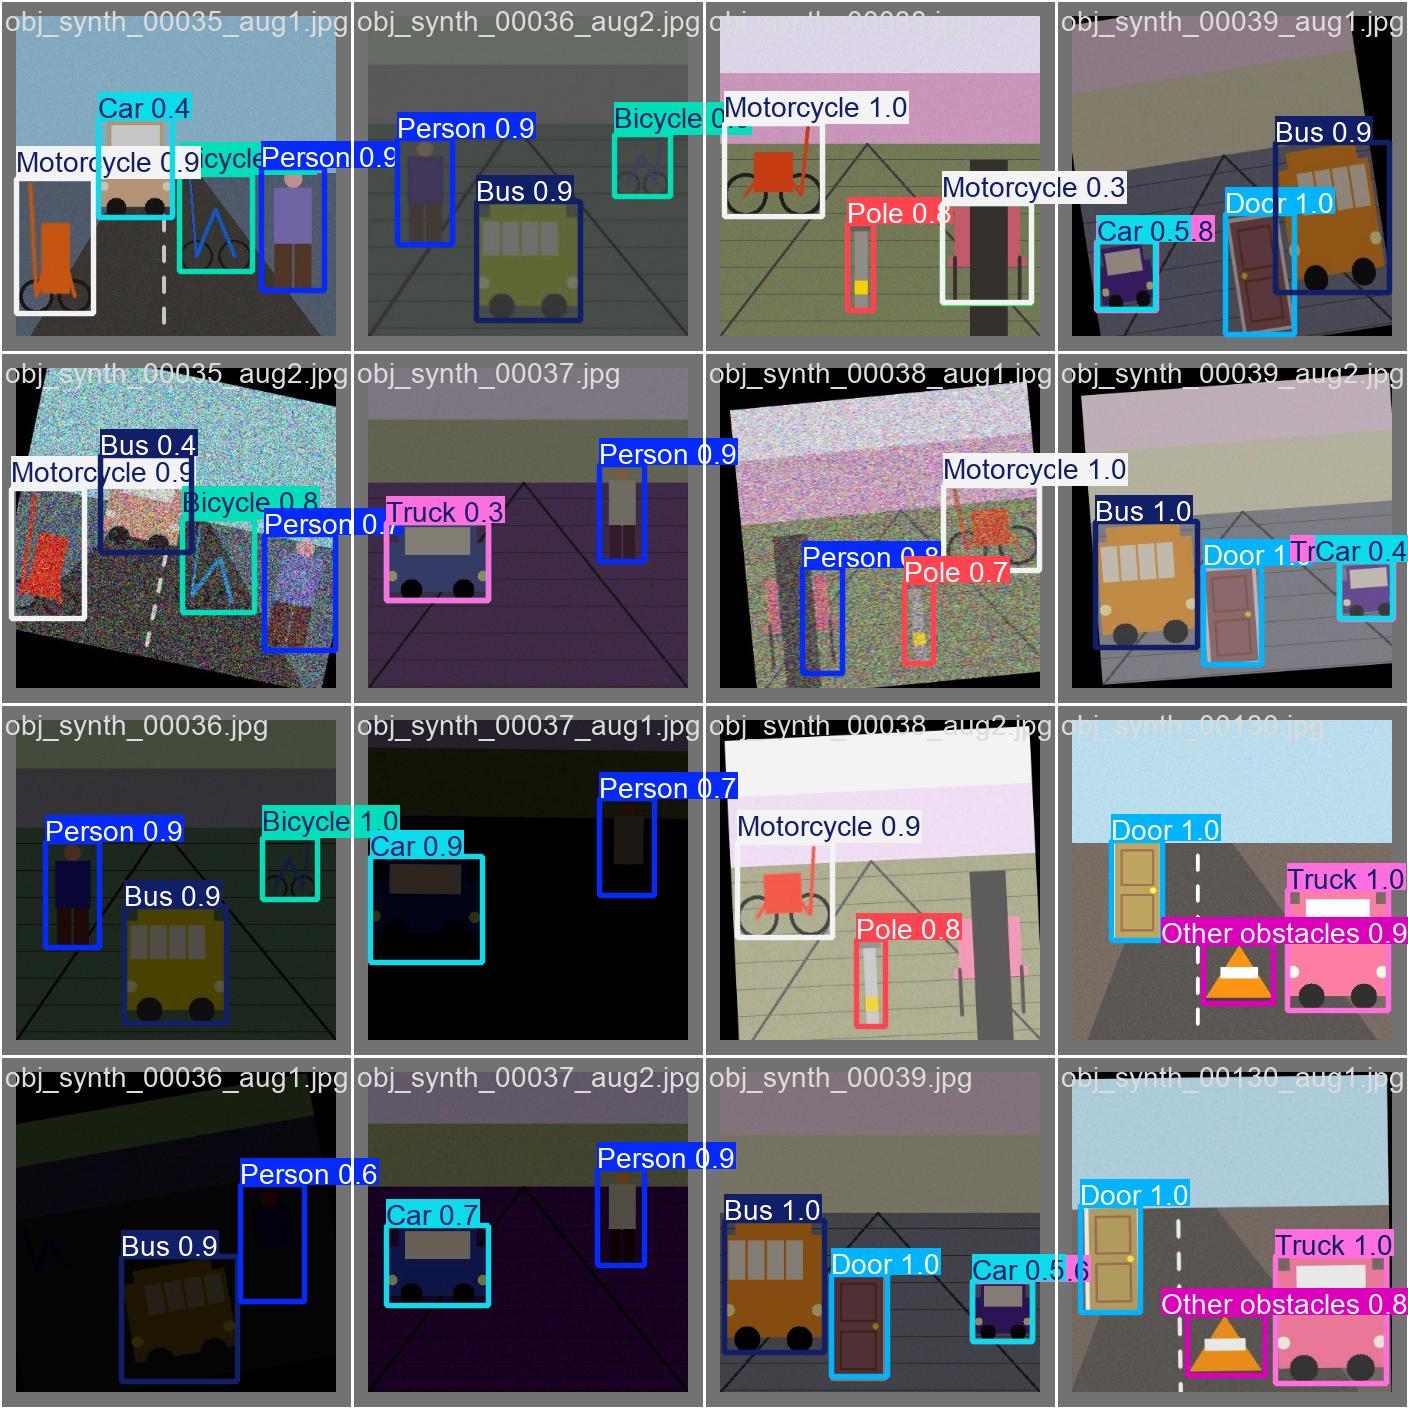 obj_synth_00035_aug1.jpg
Car 0.4
Motorcycle 0.9
Bicycle
Person 0.9
obj_synth_00036_aug2.jpg
Person 0.9
Bicycle
Bus 0.9
Motorcycle 1.0
Pole 0.8
Motorcycle 0.3
obj_synth_00039_aug1.jpg
Bus 0.9
Door 1.0
Car 0.5
.8
obj_synth_00035_aug2.jpg
Bus 0.4
Motorcycle 0.9
Bicycle 0.8
Person 0.7
obj_synth_00037.jpg
Person 0.9
Truck 0.3
obj_synth_00038_aug1.jpg
Motorcycle 1.0
Person 0.8
Pole 0.7
obj_synth_00039_aug2.jpg
Bus 1.0
Door 1.0
Tr
Car 0.4
obj_synth_00036.jpg
Person 0.9
Bicycle 1.0
Bus 0.9
obj_synth_00037_aug1.jpg
Person 0.7
Car 0.9
obj_synth_00038_aug2.jpg
Motorcycle 0.9
Pole 0.8
obj_synth_00130.jpg
Door 1.0
Truck 1.0
Other obstacles 0.9
obj_synth_00036_aug1.jpg
Person 0.6
Bus 0.9
obj_synth_00037_aug2.jpg
Person 0.9
Car 0.7
obj_synth_00039.jpg
Bus 1.0
Door 1.0
Car 0.5
.6
obj_synth_00130_aug1.jpg
Door 1.0
Truck 1.0
Other obstacles 0.8